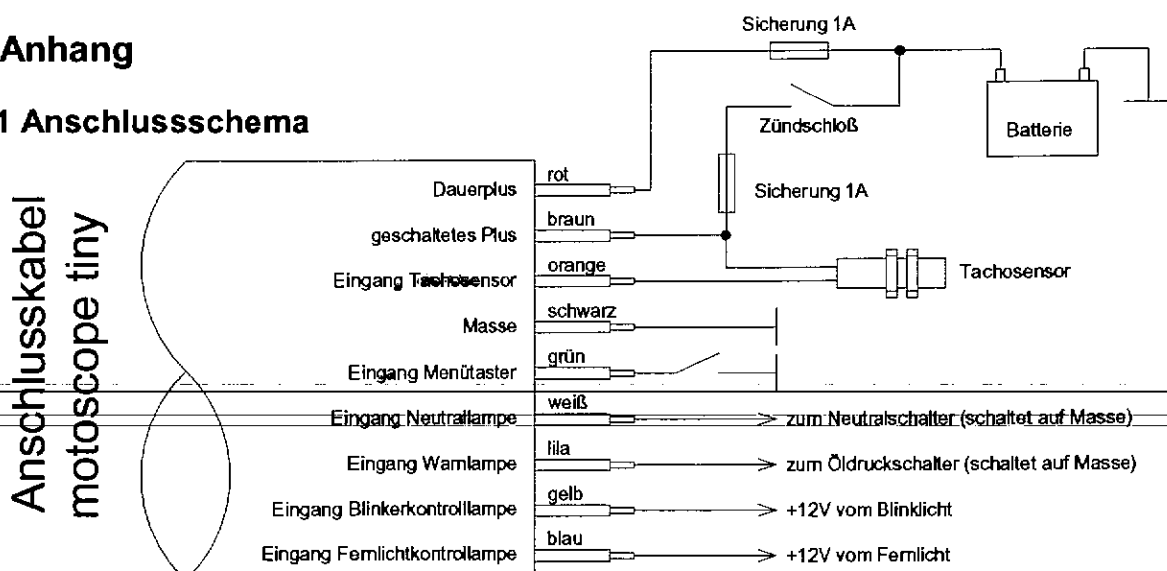 Anhang
1 Anschlussschema
Anschlusskabel
motoscope tiny
Sicherung 1A
Zündschloß
Batterie
Sicherung 1A
Tachosensor
Dauerplus rot
geschaltetes Plus braun
Eingang Tachosensor orange
Masse schwarz
Eingang Menütaster grün
Eingang Neutrallampe weiß zum Neutralschalter (schaltet auf Masse)
Eingang Warnlampe lila zum Öldruckschalter (schaltet auf Masse)
Eingang Blinkerkontrolllampe gelb +12V vom Blinklicht
Eingang Fernlichtkontrollampe blau +12V vom Fernlicht